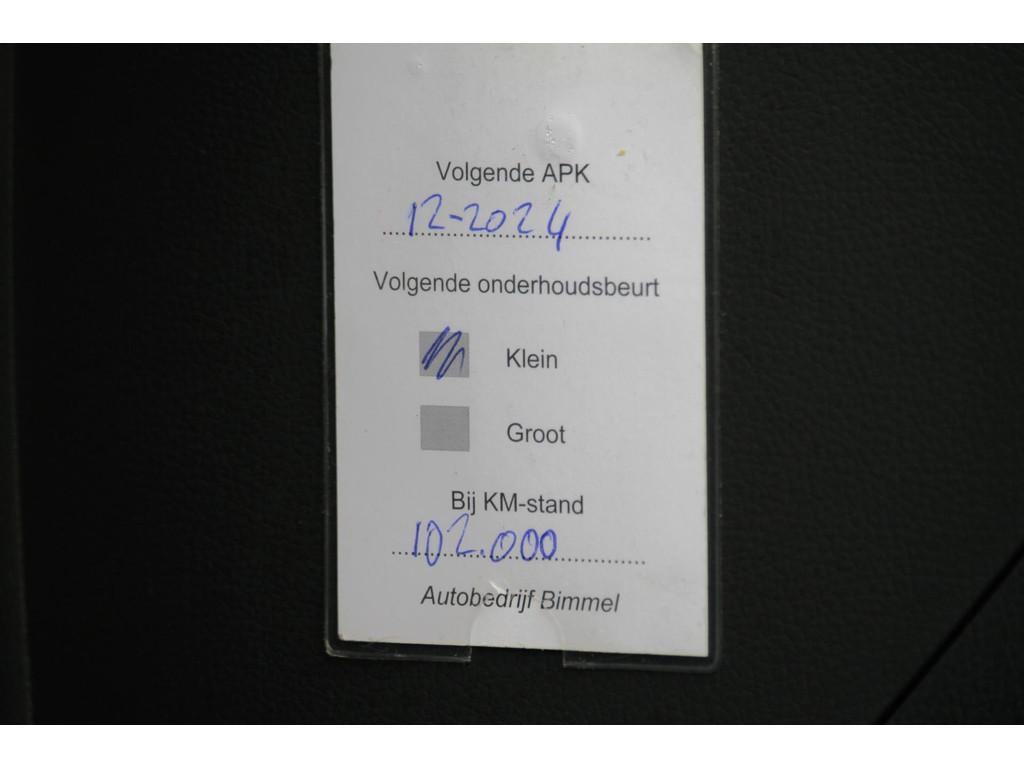 Volgende APK
12-2024
Volgende onderhoudsbeurt
Klein
Groot
Bij KM-stand
102.000
Autobedrijf Bimmel